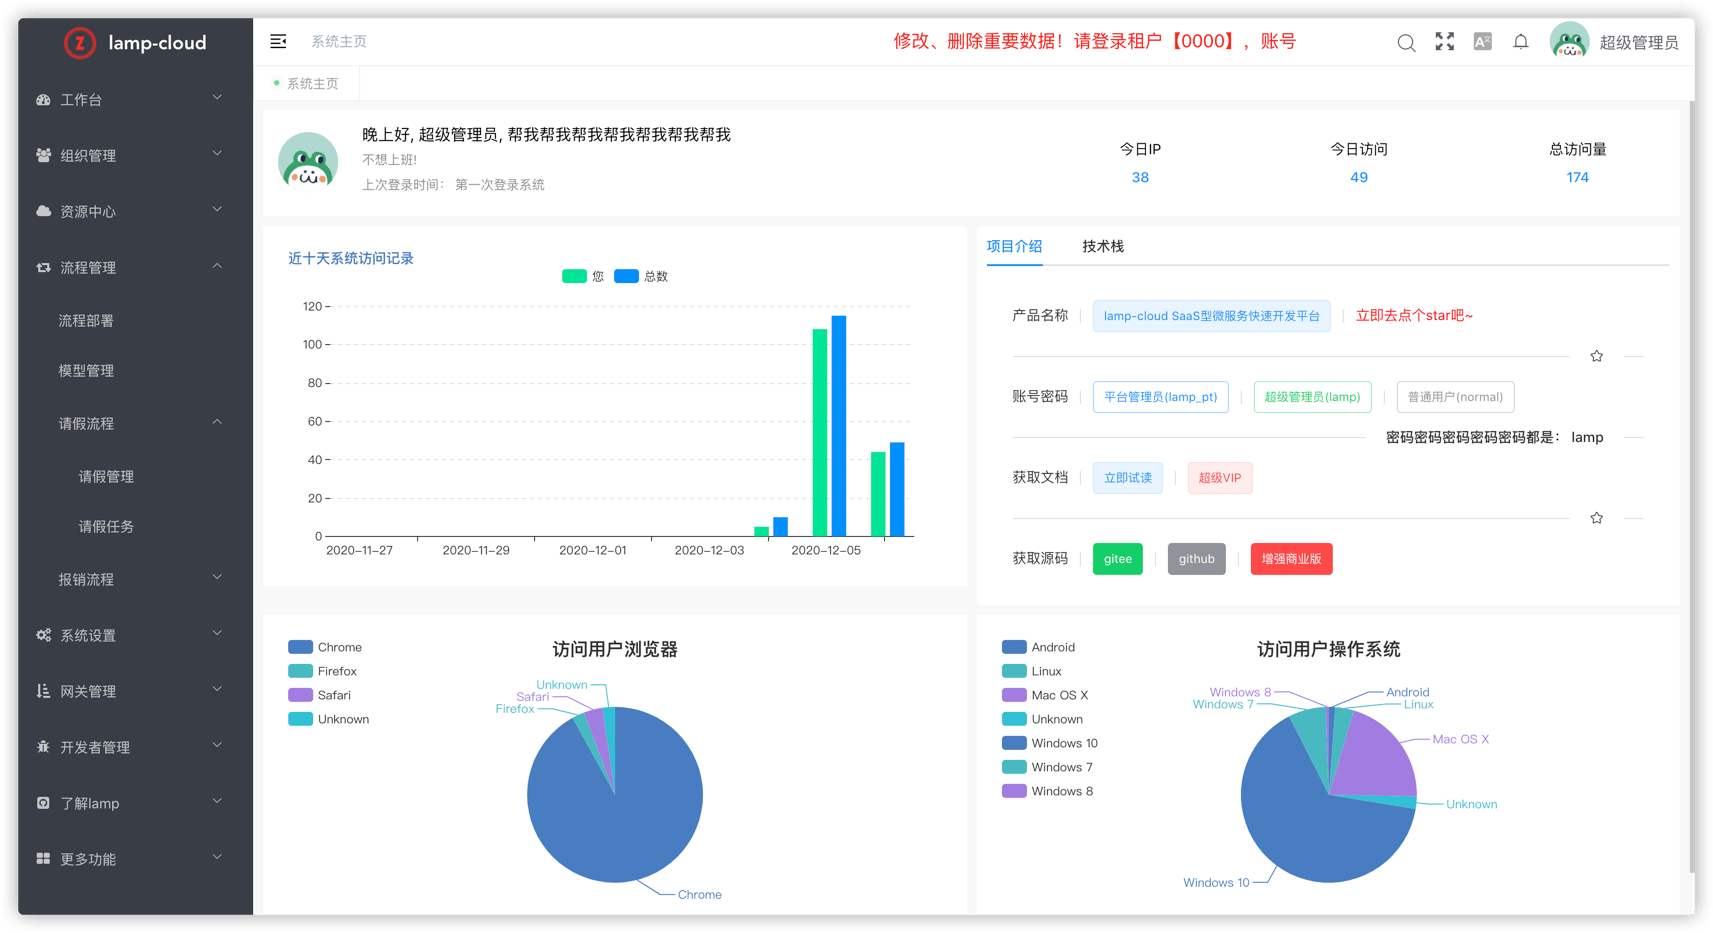 lamp-cloud
工作台
组织管理
资源中心
流程管理
流程部署
模型管理
请假流程
请假管理
请假任务
报销流程
系统设置
网关管理
开发者管理
了解lamp
更多功能
系统主页
修改、删除重要数据！请登录租户【0000】，账号
超级管理员
系统主页
晚上好, 超级管理员, 帮我帮我帮我帮我帮我帮我帮我
不想上班!
上次登录时间： 第一次登录系统
今日IP
38
今日访问
49
总访问量
174
近十天系统访问记录
您 总数
120
100
80
60
40
20
0
2020-11-27 2020-11-29 2020-12-01 2020-12-03 2020-12-05
项目介绍 技术栈
产品名称 lamp-cloud SaaS型微服务快速开发平台 立即去点个star吧~
账号密码 平台管理员(lamp_pt) 超级管理员(lamp) 普通用户(normal)
密码密码密码密码密码都是： lamp
获取文档 立即试读 超级VIP
获取源码 gitee github 增强商业版
访问用户浏览器
Chrome
Firefox
Safari
Unknown
Unknown
Safari
Firefox
Chrome
访问用户操作系统
Android
Linux
Mac OS X
Unknown
Windows 10
Windows 7
Windows 8
Windows 8
Windows 7
Android
Linux
Mac OS X
Unknown
Windows 10